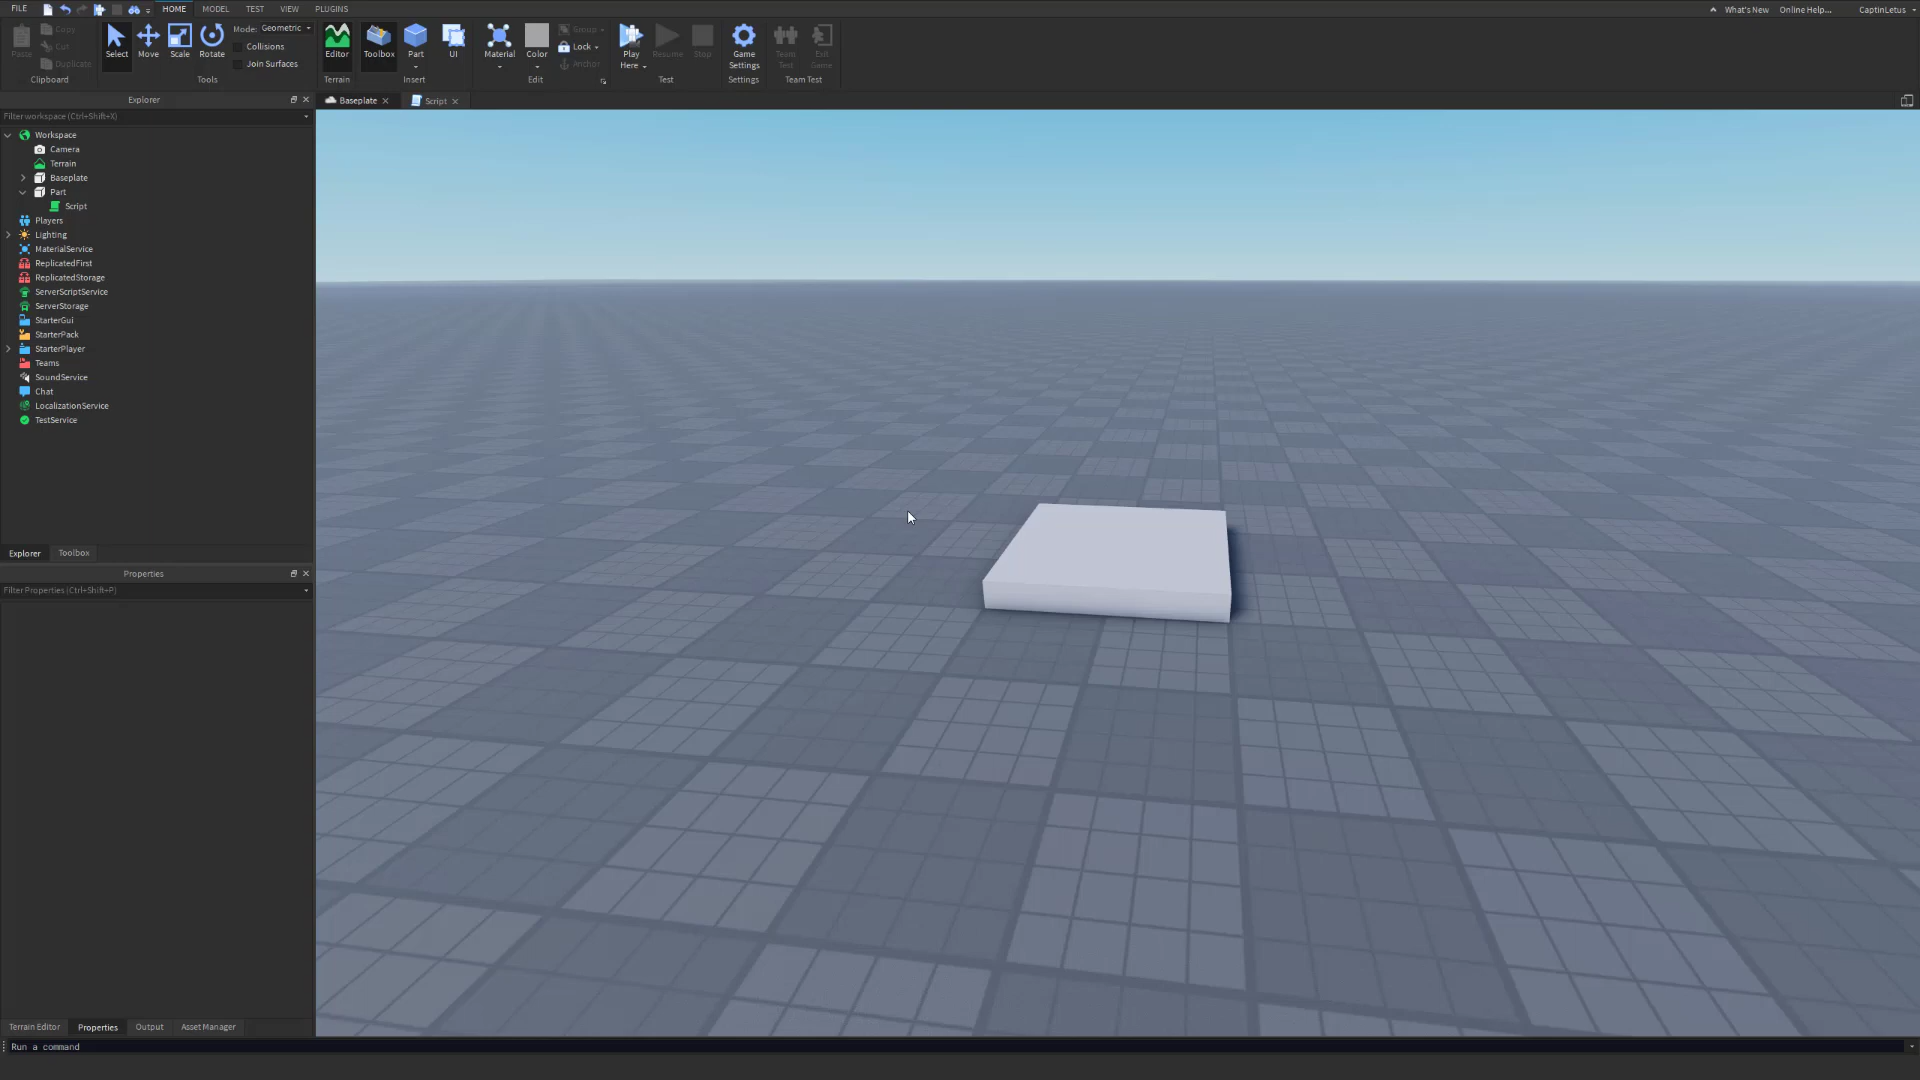 FILE HOME MODEL TEST VIEW PLUGINS What's New Online Help... CaptinLetus
Paste Copy Cut Duplicate Clipboard
Select Move Scale Rotate Mode: Geometric Collisions Join Surfaces Tools
Editor Terrain
Toolbox Part UI Insert
Material Color Group Lock Anchor Edit
Play Here Resume Stop Test
Game Settings Settings
Team Test Exit Game Team Test
Explorer
Baseplate Script
Filter workspace (Ctrl+Shift+X)
Workspace
Camera
Terrain
Baseplate
Part
Script
Players
Lighting
MaterialService
ReplicatedFirst
ReplicatedStorage
ServerScriptService
ServerStorage
StarterGui
StarterPack
StarterPlayer
Teams
SoundService
Chat
LocalizationService
TestService
Explorer Toolbox
Properties
Filter Properties (Ctrl+Shift+P)
Terrain Editor Properties Output Asset Manager
Run a command